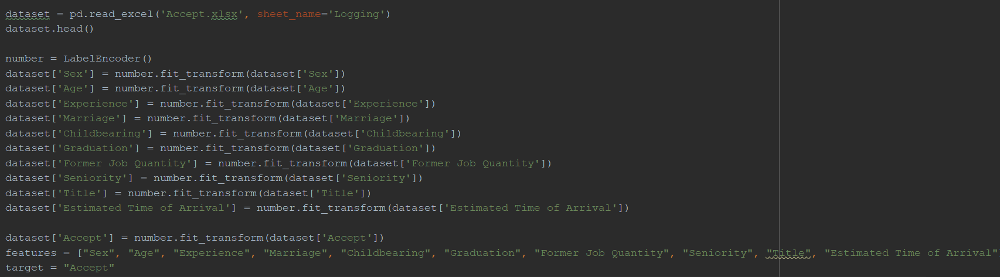 dataset = pd.read_excel('Accept.xlsx', sheet_name='Logging')
dataset.head()
number = LabelEncoder()
dataset['Sex'] = number.fit_transform(dataset['Sex'])
dataset['Age'] = number.fit_transform(dataset['Age'])
dataset['Experience'] = number.fit_transform(dataset['Experience'])
dataset['Marriage'] = number.fit_transform(dataset['Marriage'])
dataset['Childbearing'] = number.fit_transform(dataset['Childbearing'])
dataset['Graduation'] = number.fit_transform(dataset['Graduation'])
dataset['Former Job Quantity'] = number.fit_transform(dataset['Former Job Quantity'])
dataset['Seniority'] = number.fit_transform(dataset['Seniority'])
dataset['Title'] = number.fit_transform(dataset['Title'])
dataset['Estimated Time of Arrival'] = number.fit_transform(dataset['Estimated Time of Arrival'])
dataset['Accept'] = number.fit_transform(dataset['Accept'])
features = ["Sex", "Age", "Experience", "Marriage", "Childbearing", "Graduation", "Former Job Quantity", "Seniority", "Title", "Estimated Time of Arrival"
target = "Accept"